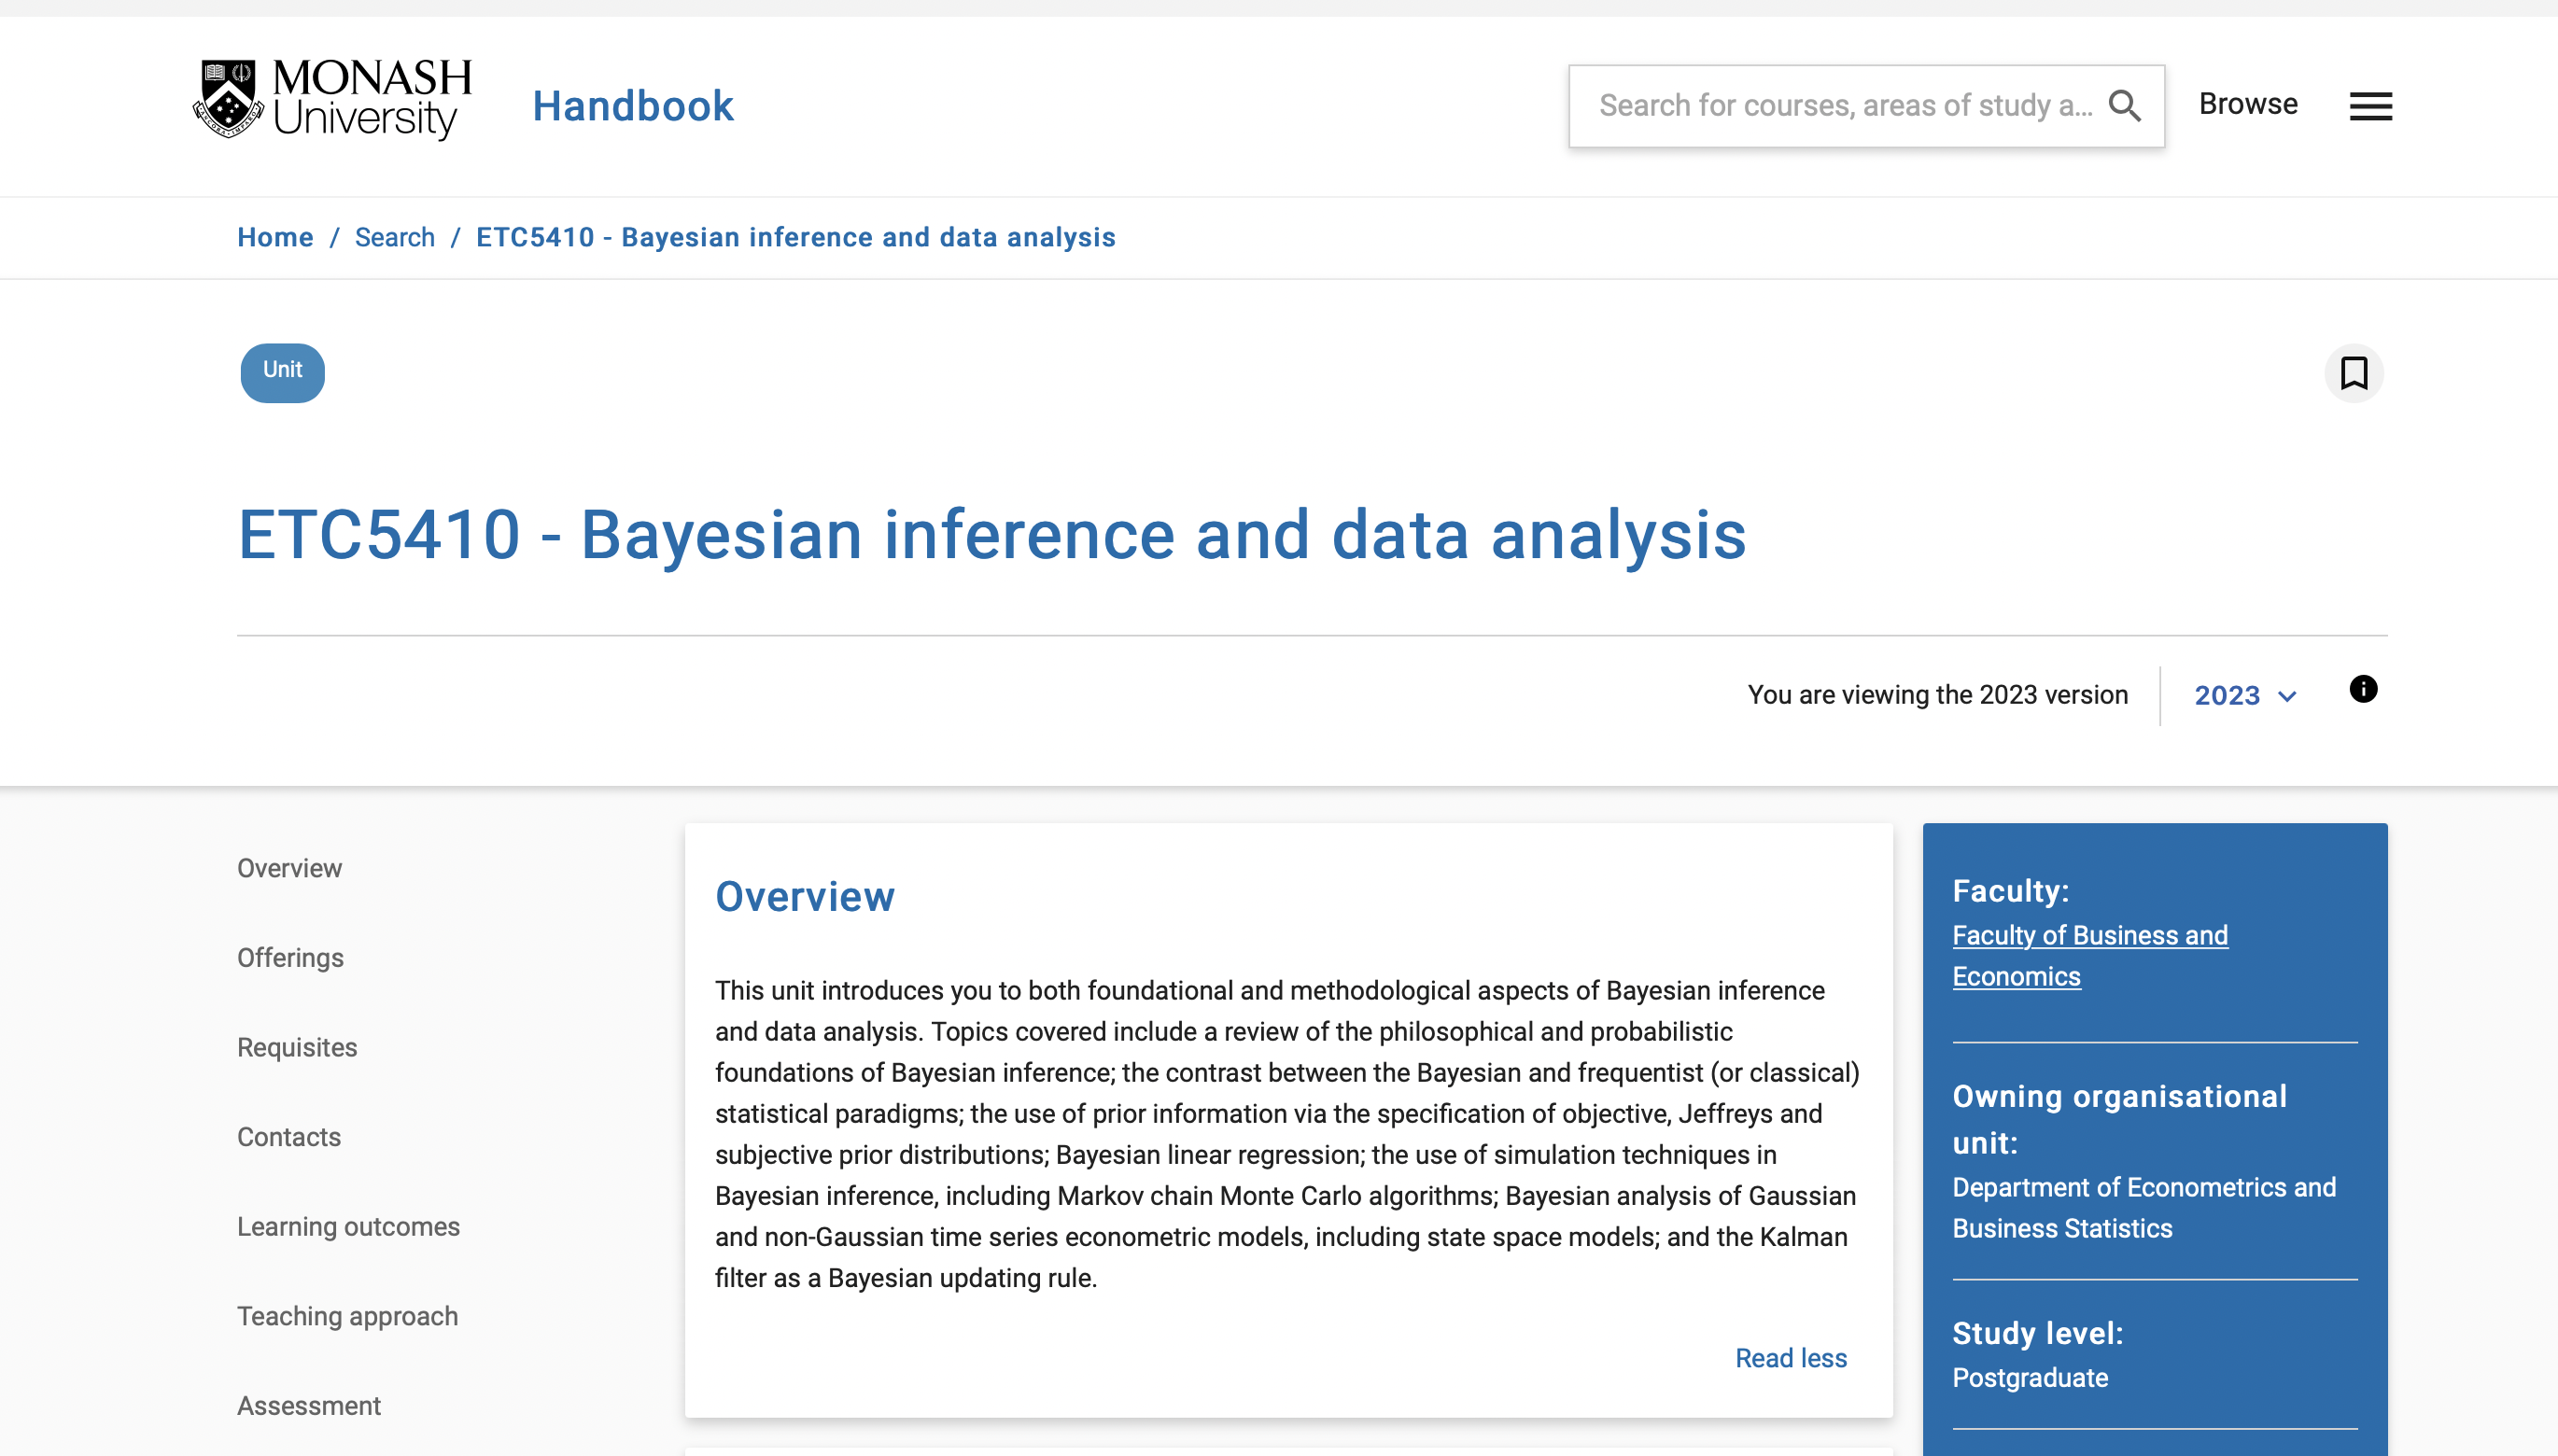 MONASH
University
Handbook
Search for courses, areas of study a...
Browse
Home / Search / ETC5410 - Bayesian inference and data analysis
Unit
ETC5410 - Bayesian inference and data analysis
You are viewing the 2023 version
2023
Overview
Offerings
Requisites
Contacts
Learning outcomes
Teaching approach
Assessment
Overview
This unit introduces you to both foundational and methodological aspects of Bayesian inference
and data analysis. Topics covered include a review of the philosophical and probabilistic
foundations of Bayesian inference; the contrast between the Bayesian and frequentist (or classical)
statistical paradigms; the use of prior information via the specification of objective, Jeffreys and
subjective prior distributions; Bayesian linear regression; the use of simulation techniques in
Bayesian inference, including Markov chain Monte Carlo algorithms; Bayesian analysis of Gaussian
and non-Gaussian time series econometric models, including state space models; and the Kalman
filter as a Bayesian updating rule.
Read less
Faculty:
Faculty of Business and
Economics
Owning organisational
unit:
Department of Econometrics and
Business Statistics
Study level:
Postgraduate